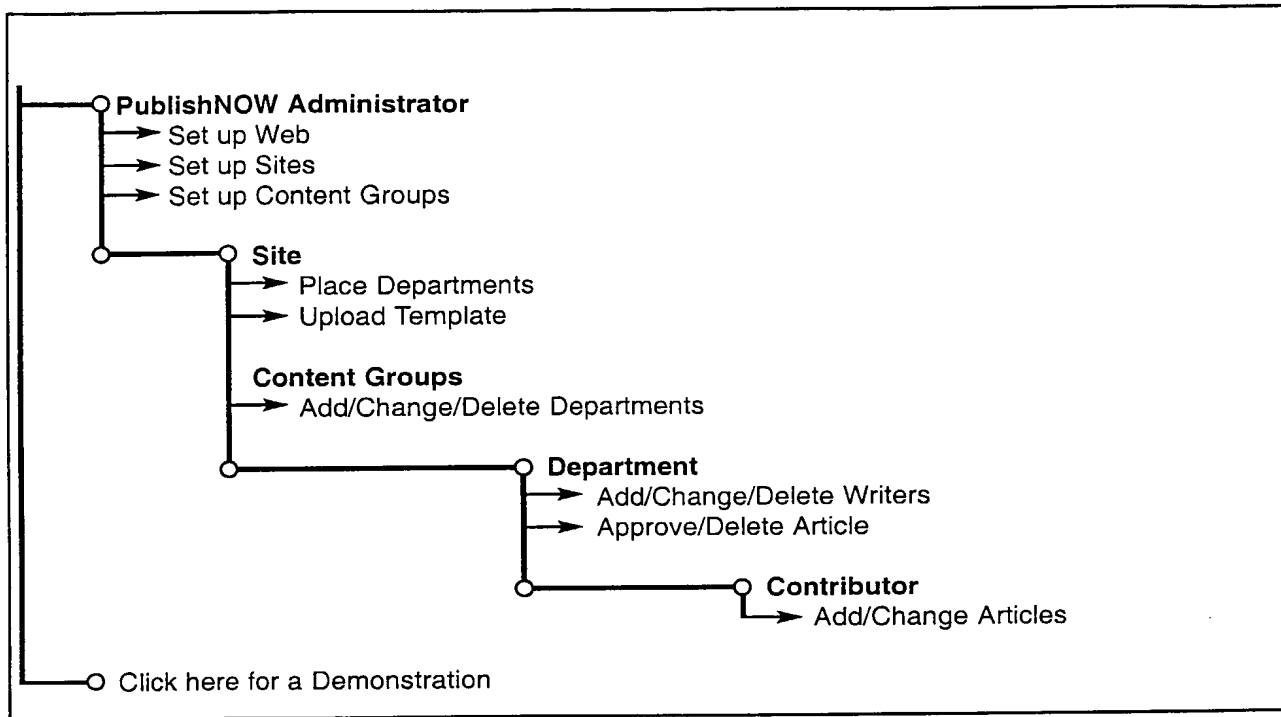 PublishNOW Administrator
Set up Web
Set up Sites
Set up Content Groups
Site
Place Departments
Upload Template
Content Groups
Add/Change/Delete Departments
Department
Add/Change/Delete Writers
Approve/Delete Article
Contributor
Add/Change Articles
Click here for a Demonstration